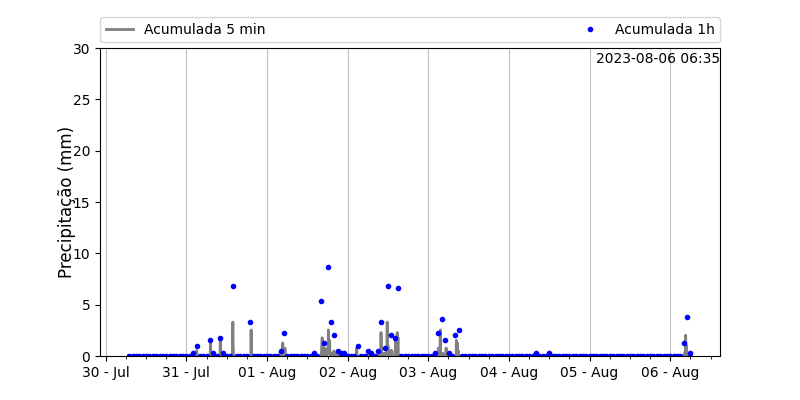 Acumulada 5 min Acumulada 1h
2023-08-06 06:35
30
25
20
15
10
5
0
Precipitação (mm)
30 - Jul 31 - Jul 01 - Aug 02 - Aug 03 - Aug 04 - Aug 05 - Aug 06 - Aug